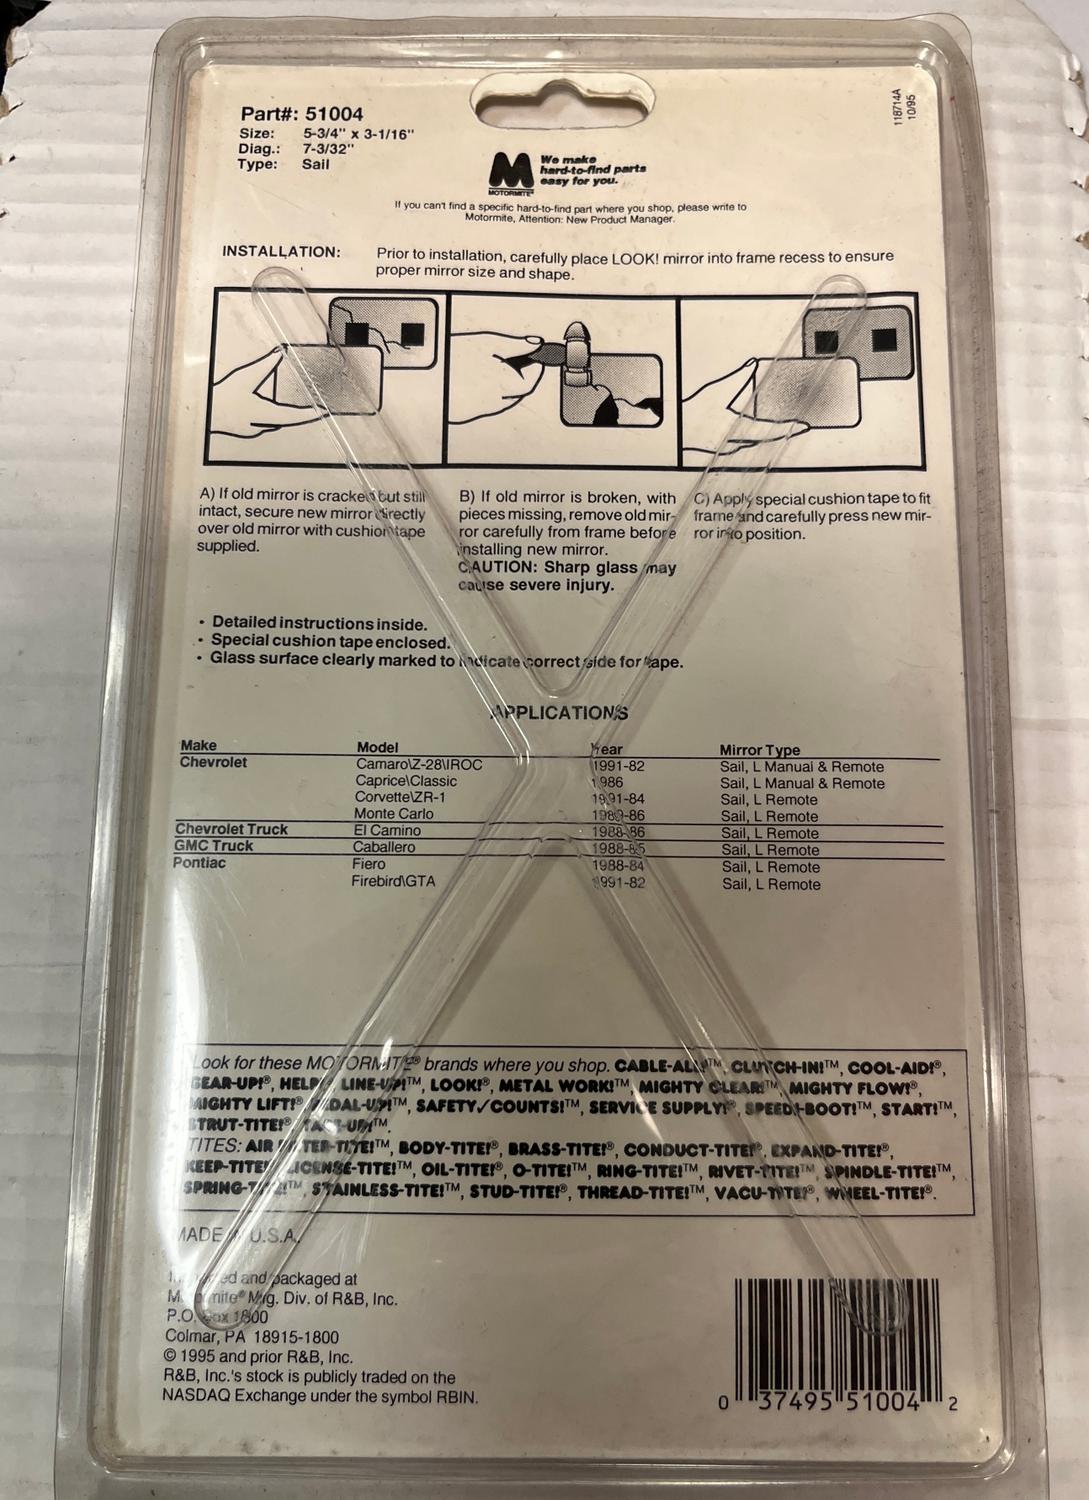 Part#: 51004
Size: 5-3/4" x 3-1/16"
Diag.: 7-3/32"
Type: Sail
118714A
10/95
M
MOTORMITE®
We make
hard-to-find parts
easy for you.
If you can't find a specific hard-to-find part where you shop, please write to
Motormite, Attention: New Product Manager.
INSTALLATION: Prior to installation, carefully place LOOK! mirror into frame recess to ensure
proper mirror size and shape.
A) If old mirror is cracked but still
intact, secure new mirror directly
over old mirror with cushion tape
supplied.
B) If old mirror is broken, with
pieces missing, remove old mir-
ror carefully from frame before
installing new mirror.
CAUTION: Sharp glass may
cause severe injury.
C) Apply special cushion tape to fit
frame and carefully press new mir-
ror into position.
• Detailed instructions inside.
• Special cushion tape enclosed.
• Glass surface clearly marked to indicate correct side for tape.
APPLICATIONS
Make Model Year Mirror Type
Chevrolet Camaro\Z-28\IROC 1991-82 Sail, L Manual & Remote
Caprice\Classic 1986 Sail, L Manual & Remote
Corvette\ZR-1 1991-84 Sail, L Remote
Monte Carlo Sail, L Remote
Chevrolet Truck El Camino 1988-86 Sail, L Remote
GMC Truck Caballero 1988-85 Sail, L Remote
Pontiac Fiero 1988-84 Sail, L Remote
Firebird\GTA 1991-82 Sail, L Remote
Look for these MOTORMITE® brands where you shop. CABLE-ALL!™, CLUTCH-IN!™, COOL-AID!®,
GEAR-UP!®, HELP!®, LINE-UP!™, LOOK!®, METAL WORK!™, MIGHTY CLEAR!™, MIGHTY FLOW!®,
MIGHTY LIFT!® PEDAL-UP!™, SAFETY✓COUNTS!™, SERVICE SUPPLY!®, SPEEDI-BOOT!™, START!™,
STRUT-TITE!®
TITES: AIR FILTER-TITE!™, BODY-TITE!®, BRASS-TITE!®, CONDUCT-TITE!®, EXPAND-TITE!®,
KEEP-TITE! LICENSE-TITE!™, OIL-TITE!®, O-TITE!™, RING-TITE!™, RIVET-TITE!™, SPINDLE-TITE!™,
SPRING-TITE!™, STAINLESS-TITE!™, STUD-TITE!®, THREAD-TITE!™, VACU-TITE!®, WHEEL-TITE!®.
MADE IN U.S.A.
and packaged at
Motormite® Mfg. Div. of R&B, Inc.
P.O. Box 1800
Colmar, PA 18915-1800
© 1995 and prior R&B, Inc.
R&B, Inc.'s stock is publicly traded on the
NASDAQ Exchange under the symbol RBIN.
0 37495 51004 2